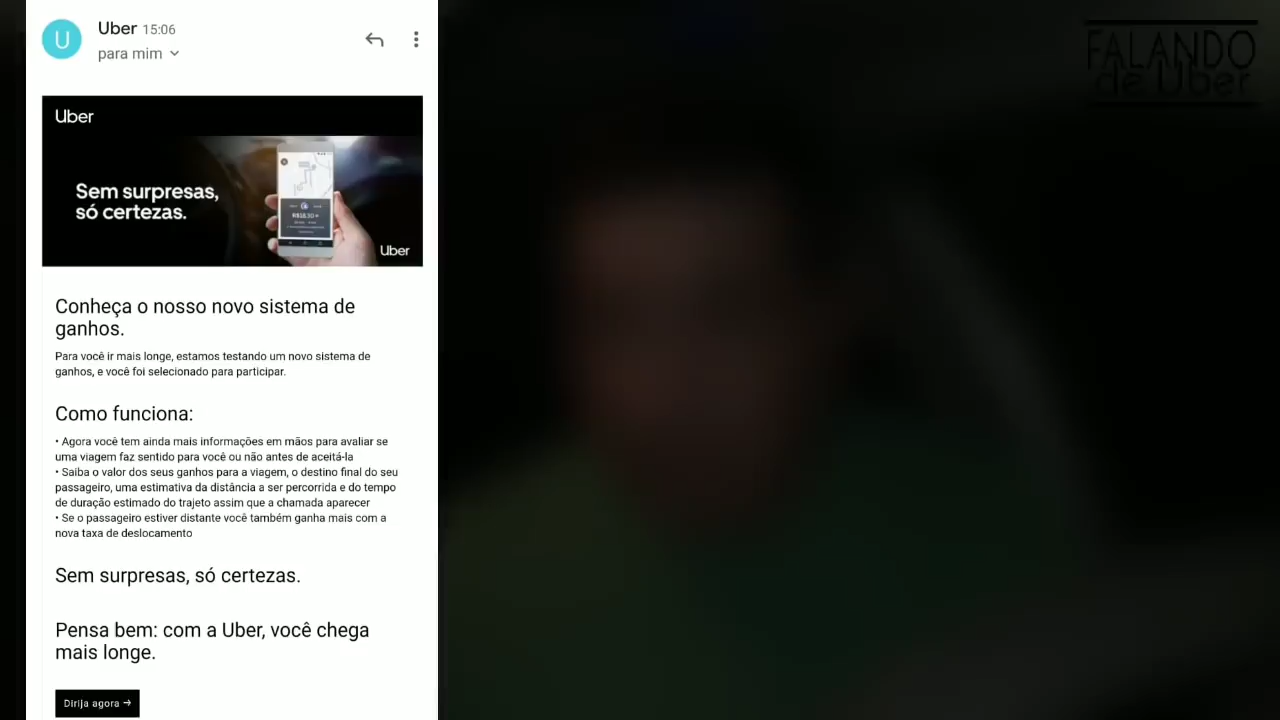 Uber 15:06
para mim
FALANDO
de Uber
Uber
Sem surpresas,
só certezas.
Uber
Conheça o nosso novo sistema de
ganhos.
Para você ir mais longe, estamos testando um novo sistema de
ganhos, e você foi selecionado para participar.
Como funciona:
• Agora você tem ainda mais informações em mãos para avaliar se
uma viagem faz sentido para você ou não antes de aceitá-la
• Saiba o valor dos seus ganhos para a viagem, o destino final do seu
passageiro, uma estimativa da distância a ser percorrida e do tempo
de duração estimado do trajeto assim que a chamada aparecer
• Se o passageiro estiver distante você também ganha mais com a
nova taxa de deslocamento
Sem surpresas, só certezas.
Pensa bem: com a Uber, você chega
mais longe.
Dirija agora →